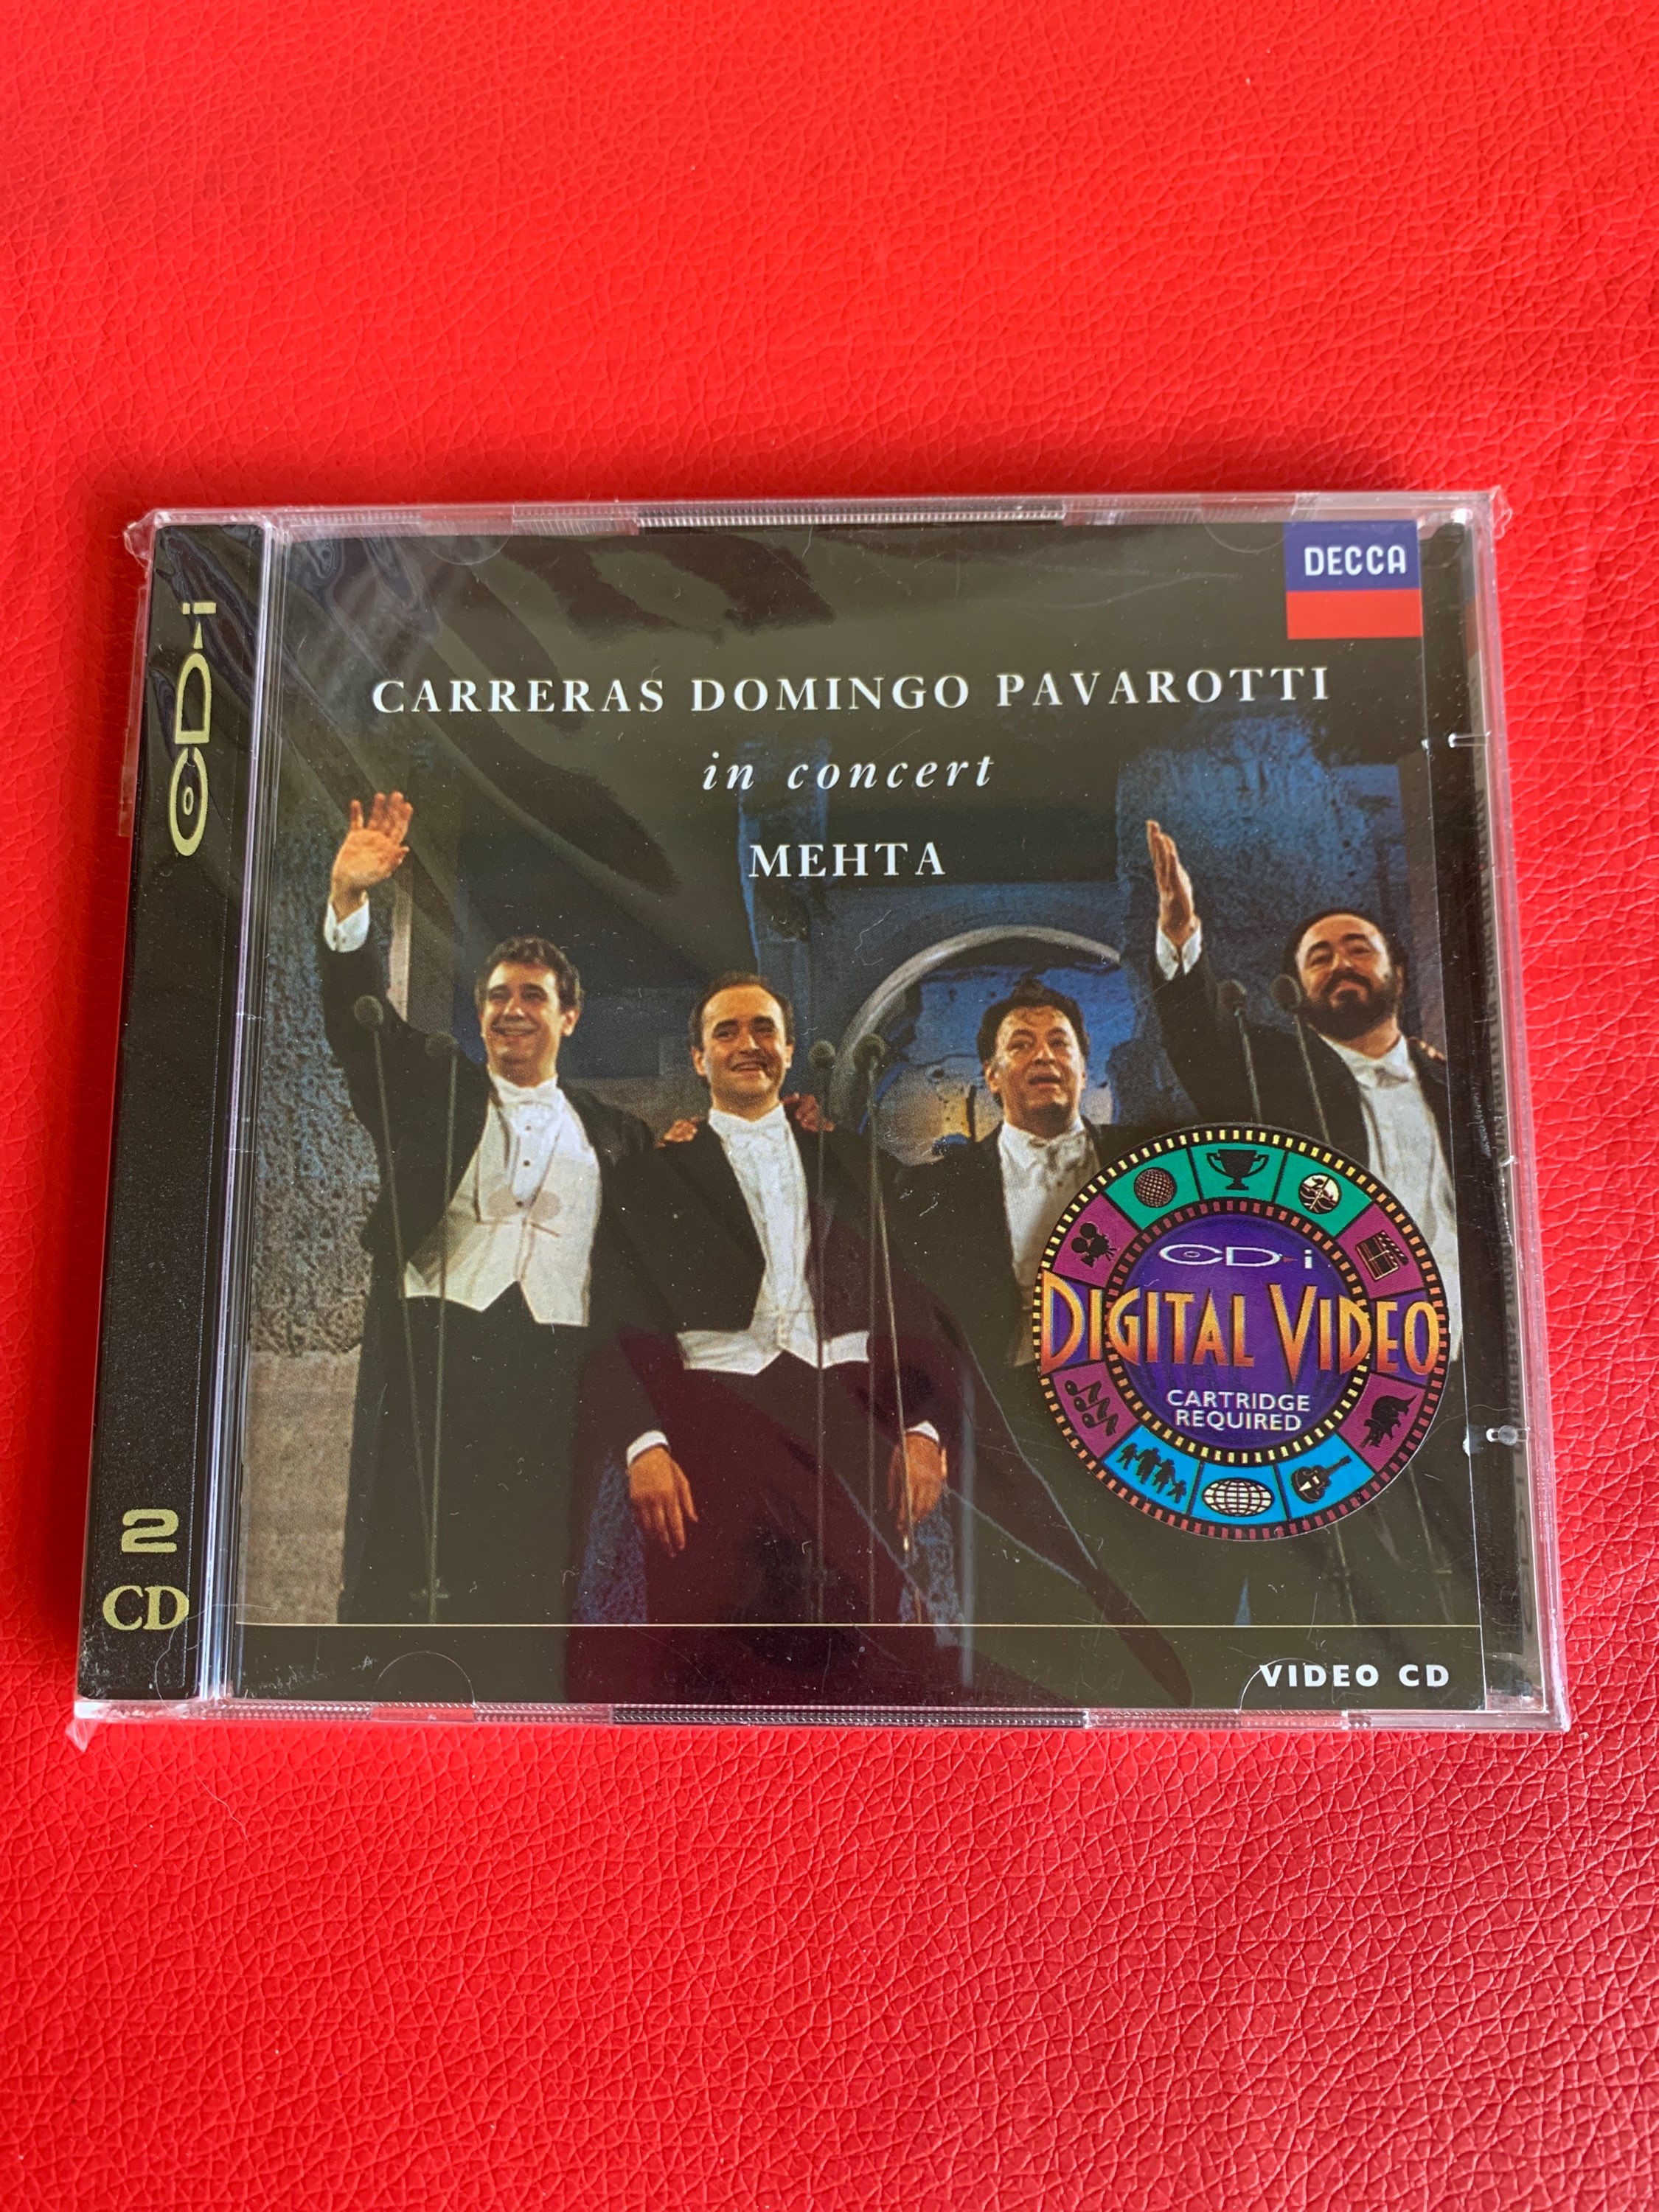 DECCA
CD-i
CARRERAS DOMINGO PAVAROTTI
in concert
MEHTA
CD-i
DIGITAL VIDEO
CARTRIDGE
REQUIRED
2
CD
VIDEO CD